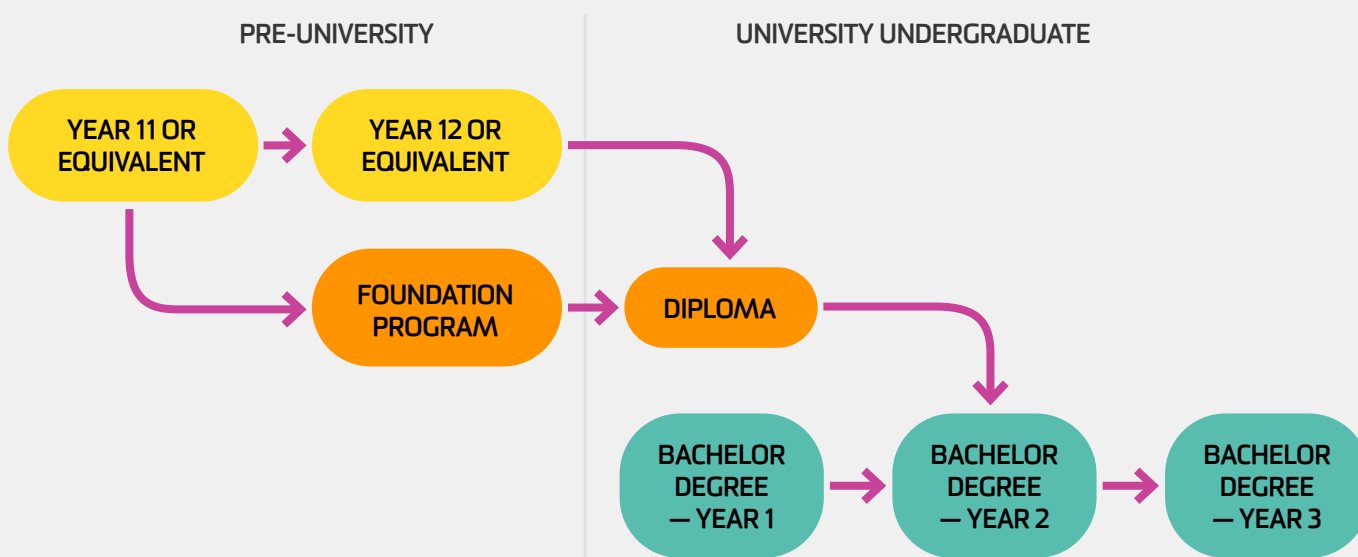 PRE-UNIVERSITY
UNIVERSITY UNDERGRADUATE
YEAR 11 OR
EQUIVALENT
YEAR 12 OR
EQUIVALENT
FOUNDATION
PROGRAM
DIPLOMA
BACHELOR
DEGREE
— YEAR 1
BACHELOR
DEGREE
— YEAR 2
BACHELOR
DEGREE
— YEAR 3